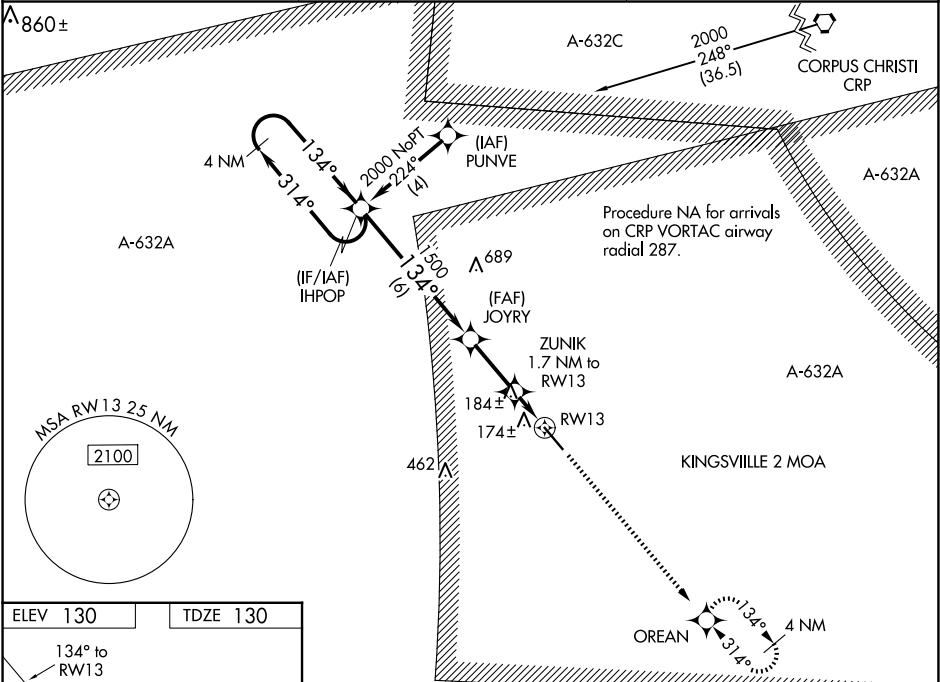 860±
A-632C
2000
248°
(36.5)
CORPUS CHRISTI
CRP
4 NM
134°
314°
2000 NoPT
224°
(4)
(IAF)
PUNVE
A-632A
A-632A
Procedure NA for arrivals
on CRP VORTAC airway
radial 287.
(IF/IAF)
IHPOP
1500
134°
(6)
689
(FAF)
JOYRY
ZUNIK
1.7 NM to
RW13
A-632A
184±
174±
RW13
MSA RW13 25 NM
2100
462
KINGSVIILLE 2 MOA
ELEV 130
TDZE 130
134° to
RW13
OREAN
134°
314°
4 NM